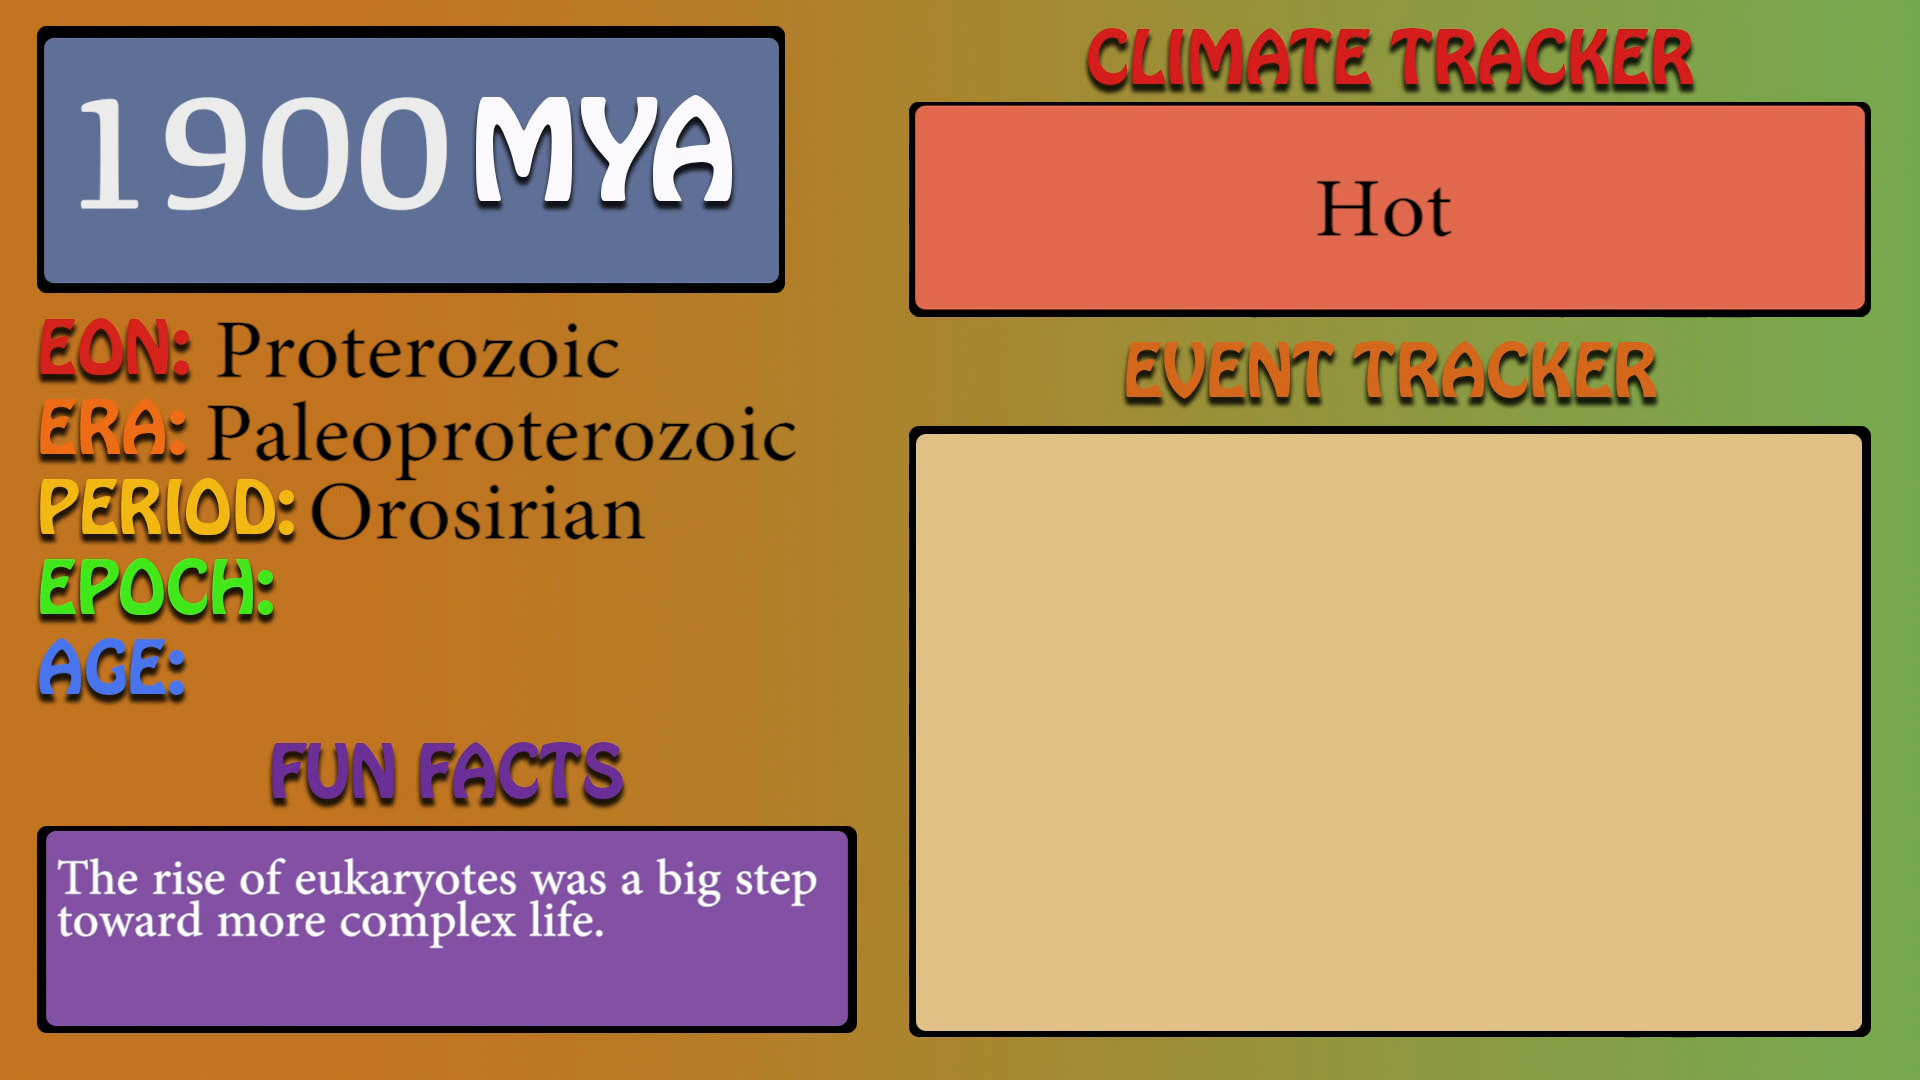 1900 MYA
EON: Proterozoic
ERA: Paleoproterozoic
PERIOD: Orosirian
EPOCH:
AGE:
FUN FACTS
The rise of eukaryotes was a big step
toward more complex life.
CLIMATE TRACKER
Hot
EVENT TRACKER